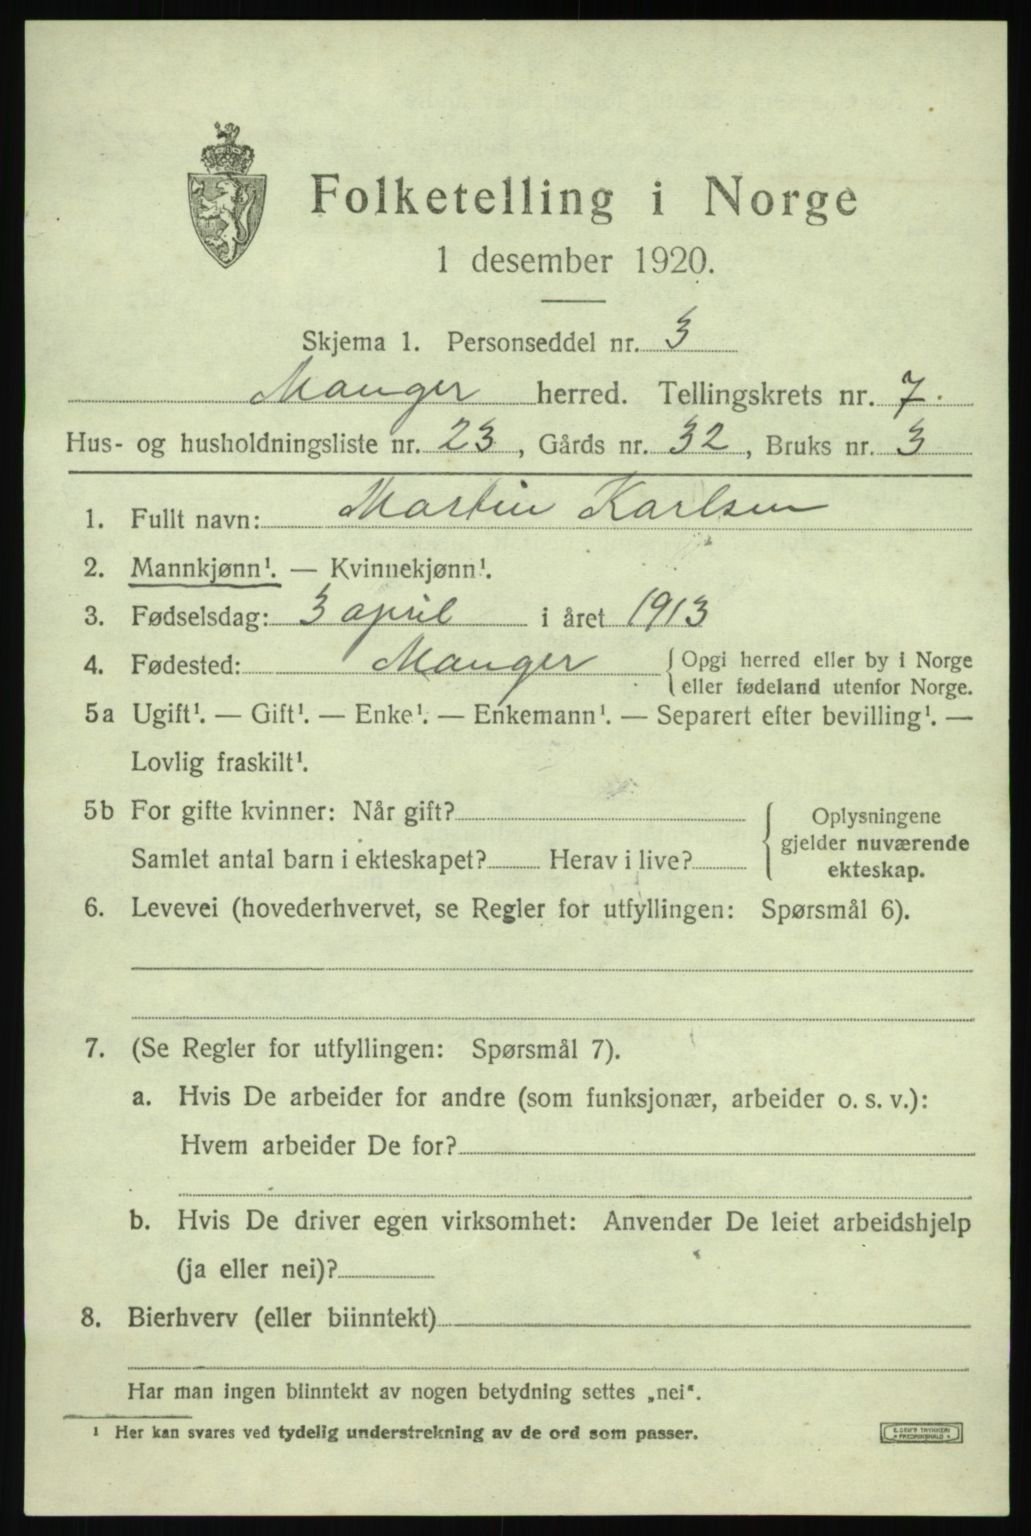 Folketelling i Norge
1 desember 1920.
Skjema 1. Personseddel nr. 3
Manger herred. Tellingskrets nr. 7.
Hus- og husholdningsliste nr. 23, Gårds nr. 32, Bruks nr. 3
1. Fullt navn: Martin Karlsen
2. Mannkjønn¹. — Kvinnekjønn¹.
3. Fødselsdag: 3 april i året 1913
4. Fødested: Manger {Opgi herred eller by i Norge
eller fødeland utenfor Norge.
5a Ugift¹. — Gift¹. — Enke¹. — Enkemann¹. — Separert efter bevilling¹. —
Lovlig fraskilt¹.
5b For gifte kvinner: Når gift?
Samlet antal barn i ekteskapet? Herav i live?
Oplysningene
gjelder nuværende
ekteskap.
6. Levevei (hovederhvervet, se Regler for utfyllingen: Spørsmål 6).
7. (Se Regler for utfyllingen: Spørsmål 7).
a. Hvis De arbeider for andre (som funksjonær, arbeider o. s. v.):
Hvem arbeider De for?
b. Hvis De driver egen virksomhet: Anvender De leiet arbeidshjelp
(ja eller nei)?
8. Bierhverv (eller biinntekt)
Har man ingen biinntekt av nogen betydning settes „nei“.
¹ Her kan svares ved tydelig understrekning av de ord som passer.